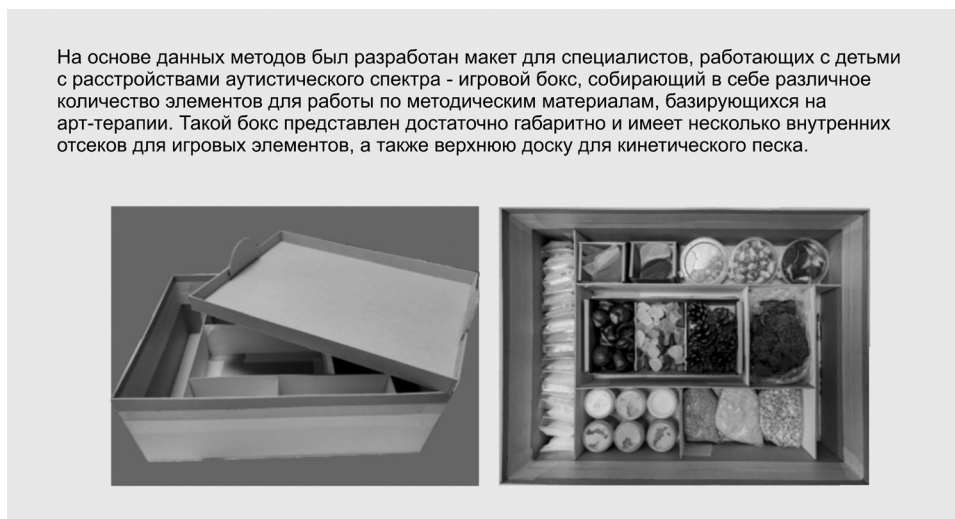 На основе данных методов был разработан макет для специалистов, работающих с детьми
с расстройствами аутистического спектра - игровой бокс, собирающий в себе различное
количество элементов для работы по методическим материалам, базирующихся на
арт-терапии. Такой бокс представлен достаточно габаритно и имеет несколько внутренних
отсеков для игровых элементов, а также верхнюю доску для кинетического песка.